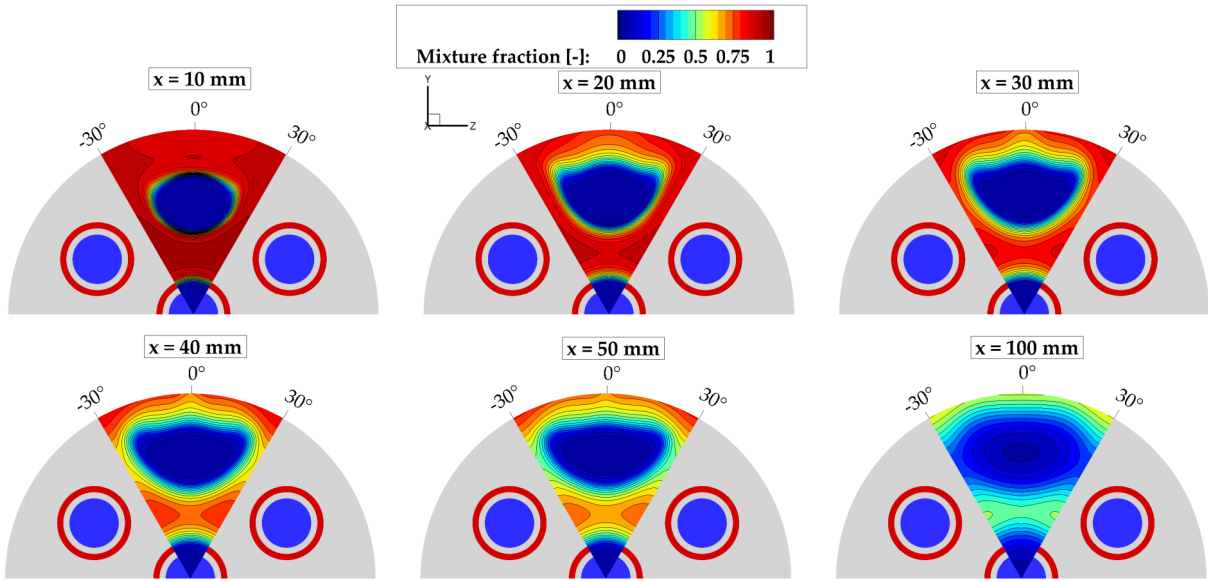 Mixture fraction [-]: 0 0.25 0.5 0.75 1
x = 10 mm
0°
-30°
30°
Y
X
Z
x = 20 mm
0°
-30°
30°
x = 30 mm
0°
-30°
30°
x = 40 mm
0°
-30°
30°
x = 50 mm
0°
-30°
30°
x = 100 mm
0°
-30°
30°